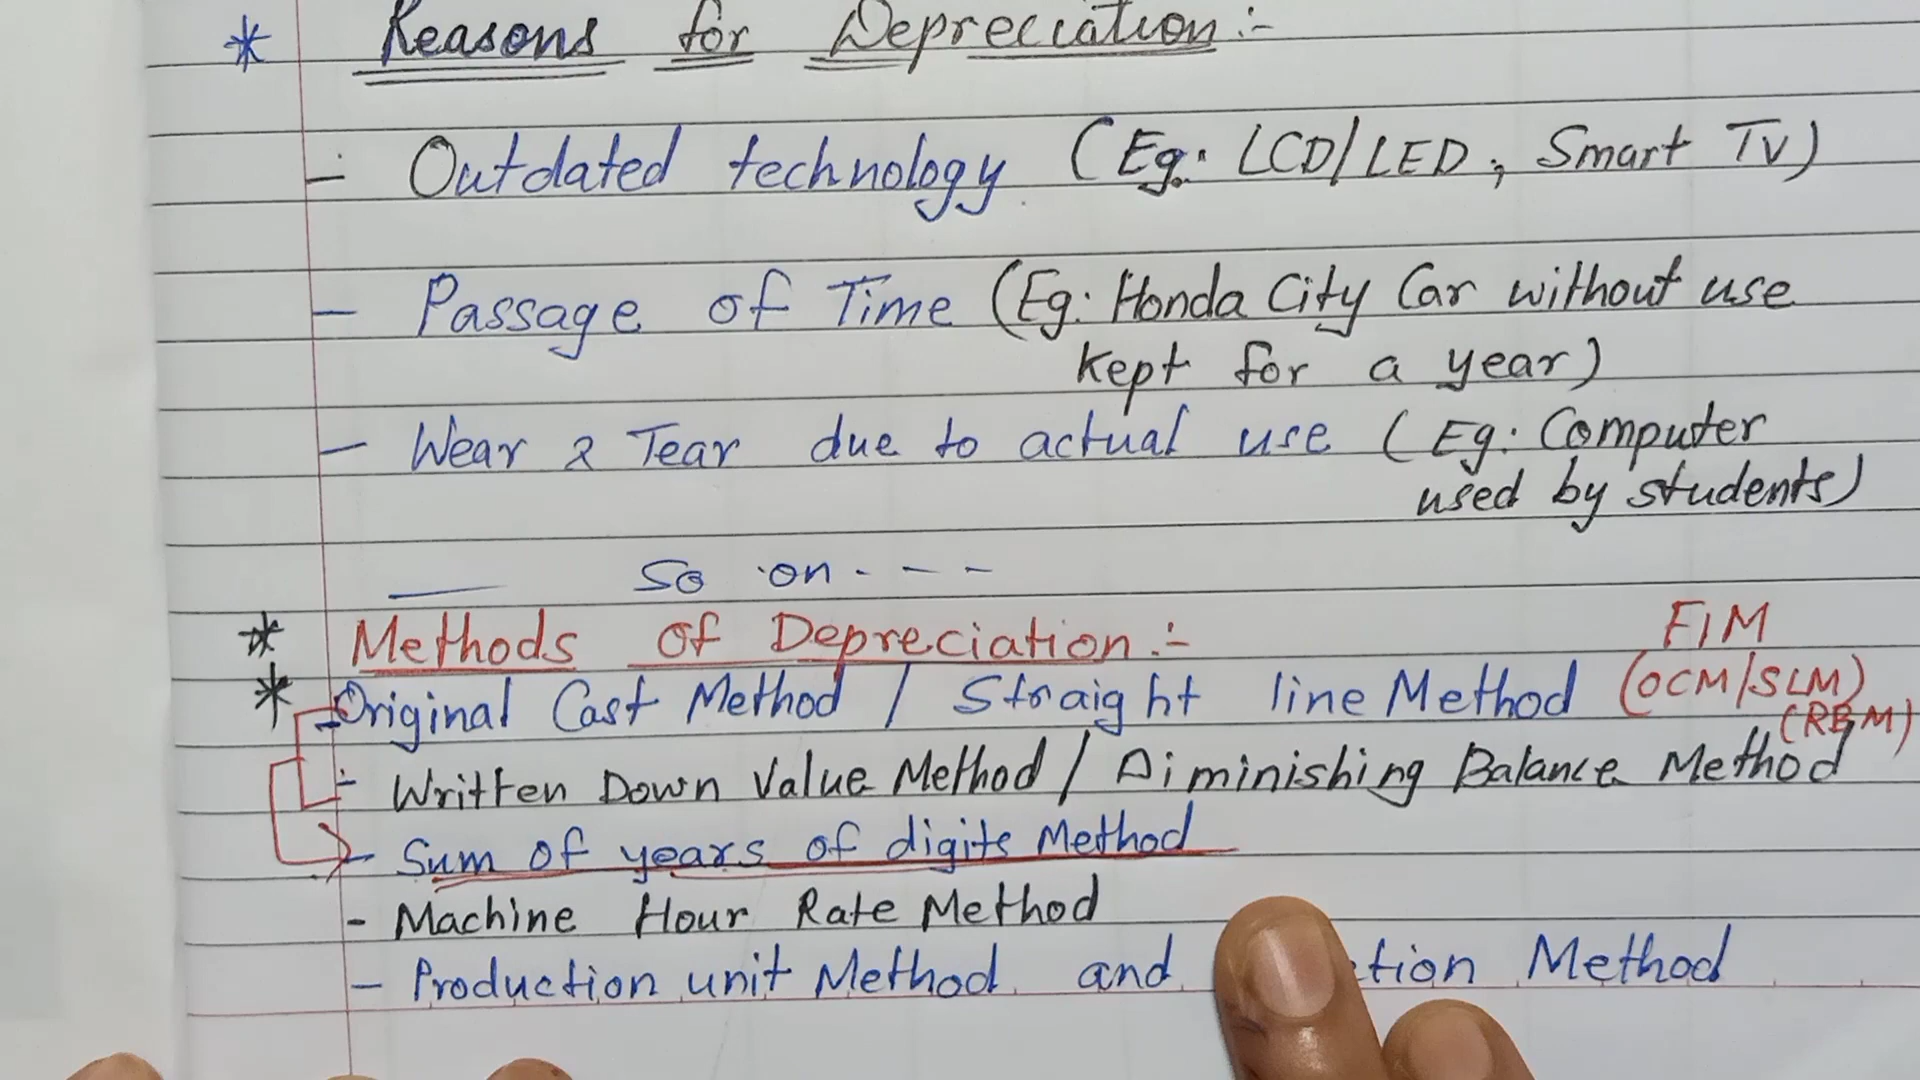 * Reasons for Depreciation:-
- Outdated technology (Eg: LCD/LED, Smart TV)
- Passage of Time (Eg: Honda City Car without use
kept for a year)
- Wear & Tear due to actual use (Eg: Computer
used by students)
So on - - -
* Methods of Depreciation:-
FIM
* - Original Cast Method / Straight line Method (OCM/SLM)
(RBM)
- Written Down Value Method / Diminishing Balance Method
- Sum of years of digits Method
- Machine Hour Rate Method
- Production unit Method and Method